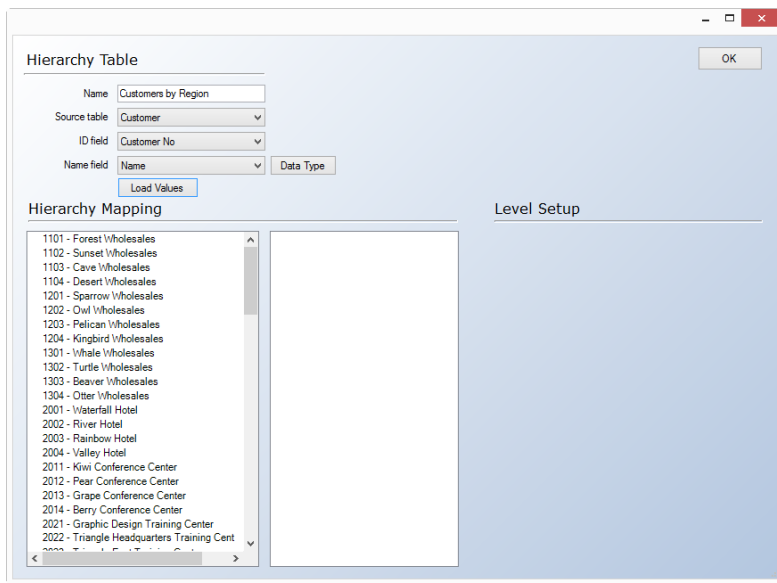 Hierarchy Table
OK
Name Customers by Region
Source table Customer
ID field Customer No
Name field Name Data Type
Load Values
Hierarchy Mapping
Level Setup
1101 - Forest Wholesales
1102 - Sunset Wholesales
1103 - Cave Wholesales
1104 - Desert Wholesales
1201 - Sparrow Wholesales
1202 - Owl Wholesales
1203 - Pelican Wholesales
1204 - Kingbird Wholesales
1301 - Whale Wholesales
1302 - Turtle Wholesales
1303 - Beaver Wholesales
1304 - Otter Wholesales
2001 - Waterfall Hotel
2002 - River Hotel
2003 - Rainbow Hotel
2004 - Valley Hotel
2011 - Kiwi Conference Center
2012 - Pear Conference Center
2013 - Grape Conference Center
2014 - Berry Conference Center
2021 - Graphic Design Training Center
2022 - Triangle Headquarters Training Cent